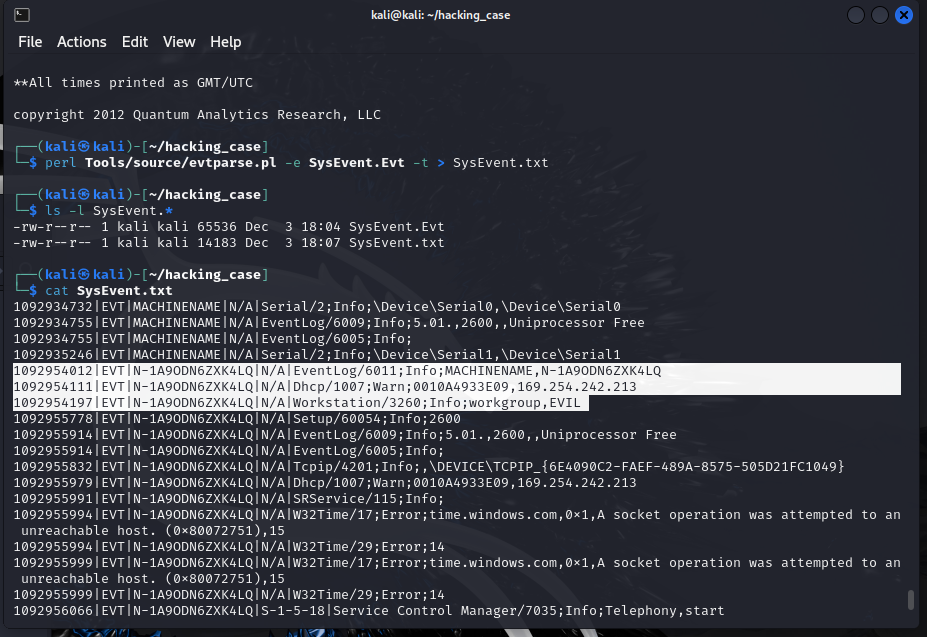 kali@kali: ~/hacking_case
File Actions Edit View Help
**All times printed as GMT/UTC
copyright 2012 Quantum Analytics Research, LLC
┌──(kali㉿kali)-[~/hacking_case]
└─$ perl Tools/source/evtparse.pl -e SysEvent.Evt -t > SysEvent.txt
┌──(kali㉿kali)-[~/hacking_case]
└─$ ls -l SysEvent.*
-rw-r--r-- 1 kali kali 65536 Dec  3 18:04 SysEvent.Evt
-rw-r--r-- 1 kali kali 14183 Dec  3 18:07 SysEvent.txt
┌──(kali㉿kali)-[~/hacking_case]
└─$ cat SysEvent.txt
1092934732|EVT|MACHINENAME|N/A|Serial/2;Info;\Device\Serial0,\Device\Serial0
1092934755|EVT|MACHINENAME|N/A|EventLog/6009;Info;5.01.,2600,,Uniprocessor Free
1092934755|EVT|MACHINENAME|N/A|EventLog/6005;Info;
1092935246|EVT|MACHINENAME|N/A|Serial/2;Info;\Device\Serial1,\Device\Serial1
1092954012|EVT|N-1A9ODN6ZXK4LQ|N/A|EventLog/6011;Info;MACHINENAME,N-1A9ODN6ZXK4LQ
1092954111|EVT|N-1A9ODN6ZXK4LQ|N/A|Dhcp/1007;Warn;0010A4933E09,169.254.242.213
1092954197|EVT|N-1A9ODN6ZXK4LQ|N/A|Workstation/3260;Info;workgroup,EVIL
1092955778|EVT|N-1A9ODN6ZXK4LQ|N/A|Setup/60054;Info;2600
1092955914|EVT|N-1A9ODN6ZXK4LQ|N/A|EventLog/6009;Info;5.01.,2600,,Uniprocessor Free
1092955914|EVT|N-1A9ODN6ZXK4LQ|N/A|EventLog/6005;Info;
1092955832|EVT|N-1A9ODN6ZXK4LQ|N/A|Tcpip/4201;Info;,\DEVICE\TCPIP_{6E4090C2-FAEF-489A-8575-505D21FC1049}
1092955979|EVT|N-1A9ODN6ZXK4LQ|N/A|Dhcp/1007;Warn;0010A4933E09,169.254.242.213
1092955991|EVT|N-1A9ODN6ZXK4LQ|N/A|SRService/115;Info;
1092955994|EVT|N-1A9ODN6ZXK4LQ|N/A|W32Time/17;Error;time.windows.com,0×1,A socket operation was attempted to an
unreachable host. (0×80072751),15
1092955994|EVT|N-1A9ODN6ZXK4LQ|N/A|W32Time/29;Error;14
1092955999|EVT|N-1A9ODN6ZXK4LQ|N/A|W32Time/17;Error;time.windows.com,0×1,A socket operation was attempted to an
unreachable host. (0×80072751),15
1092955999|EVT|N-1A9ODN6ZXK4LQ|N/A|W32Time/29;Error;14
1092956066|EVT|N-1A9ODN6ZXK4LQ|S-1-5-18|Service Control Manager/7035;Info;Telephony,start